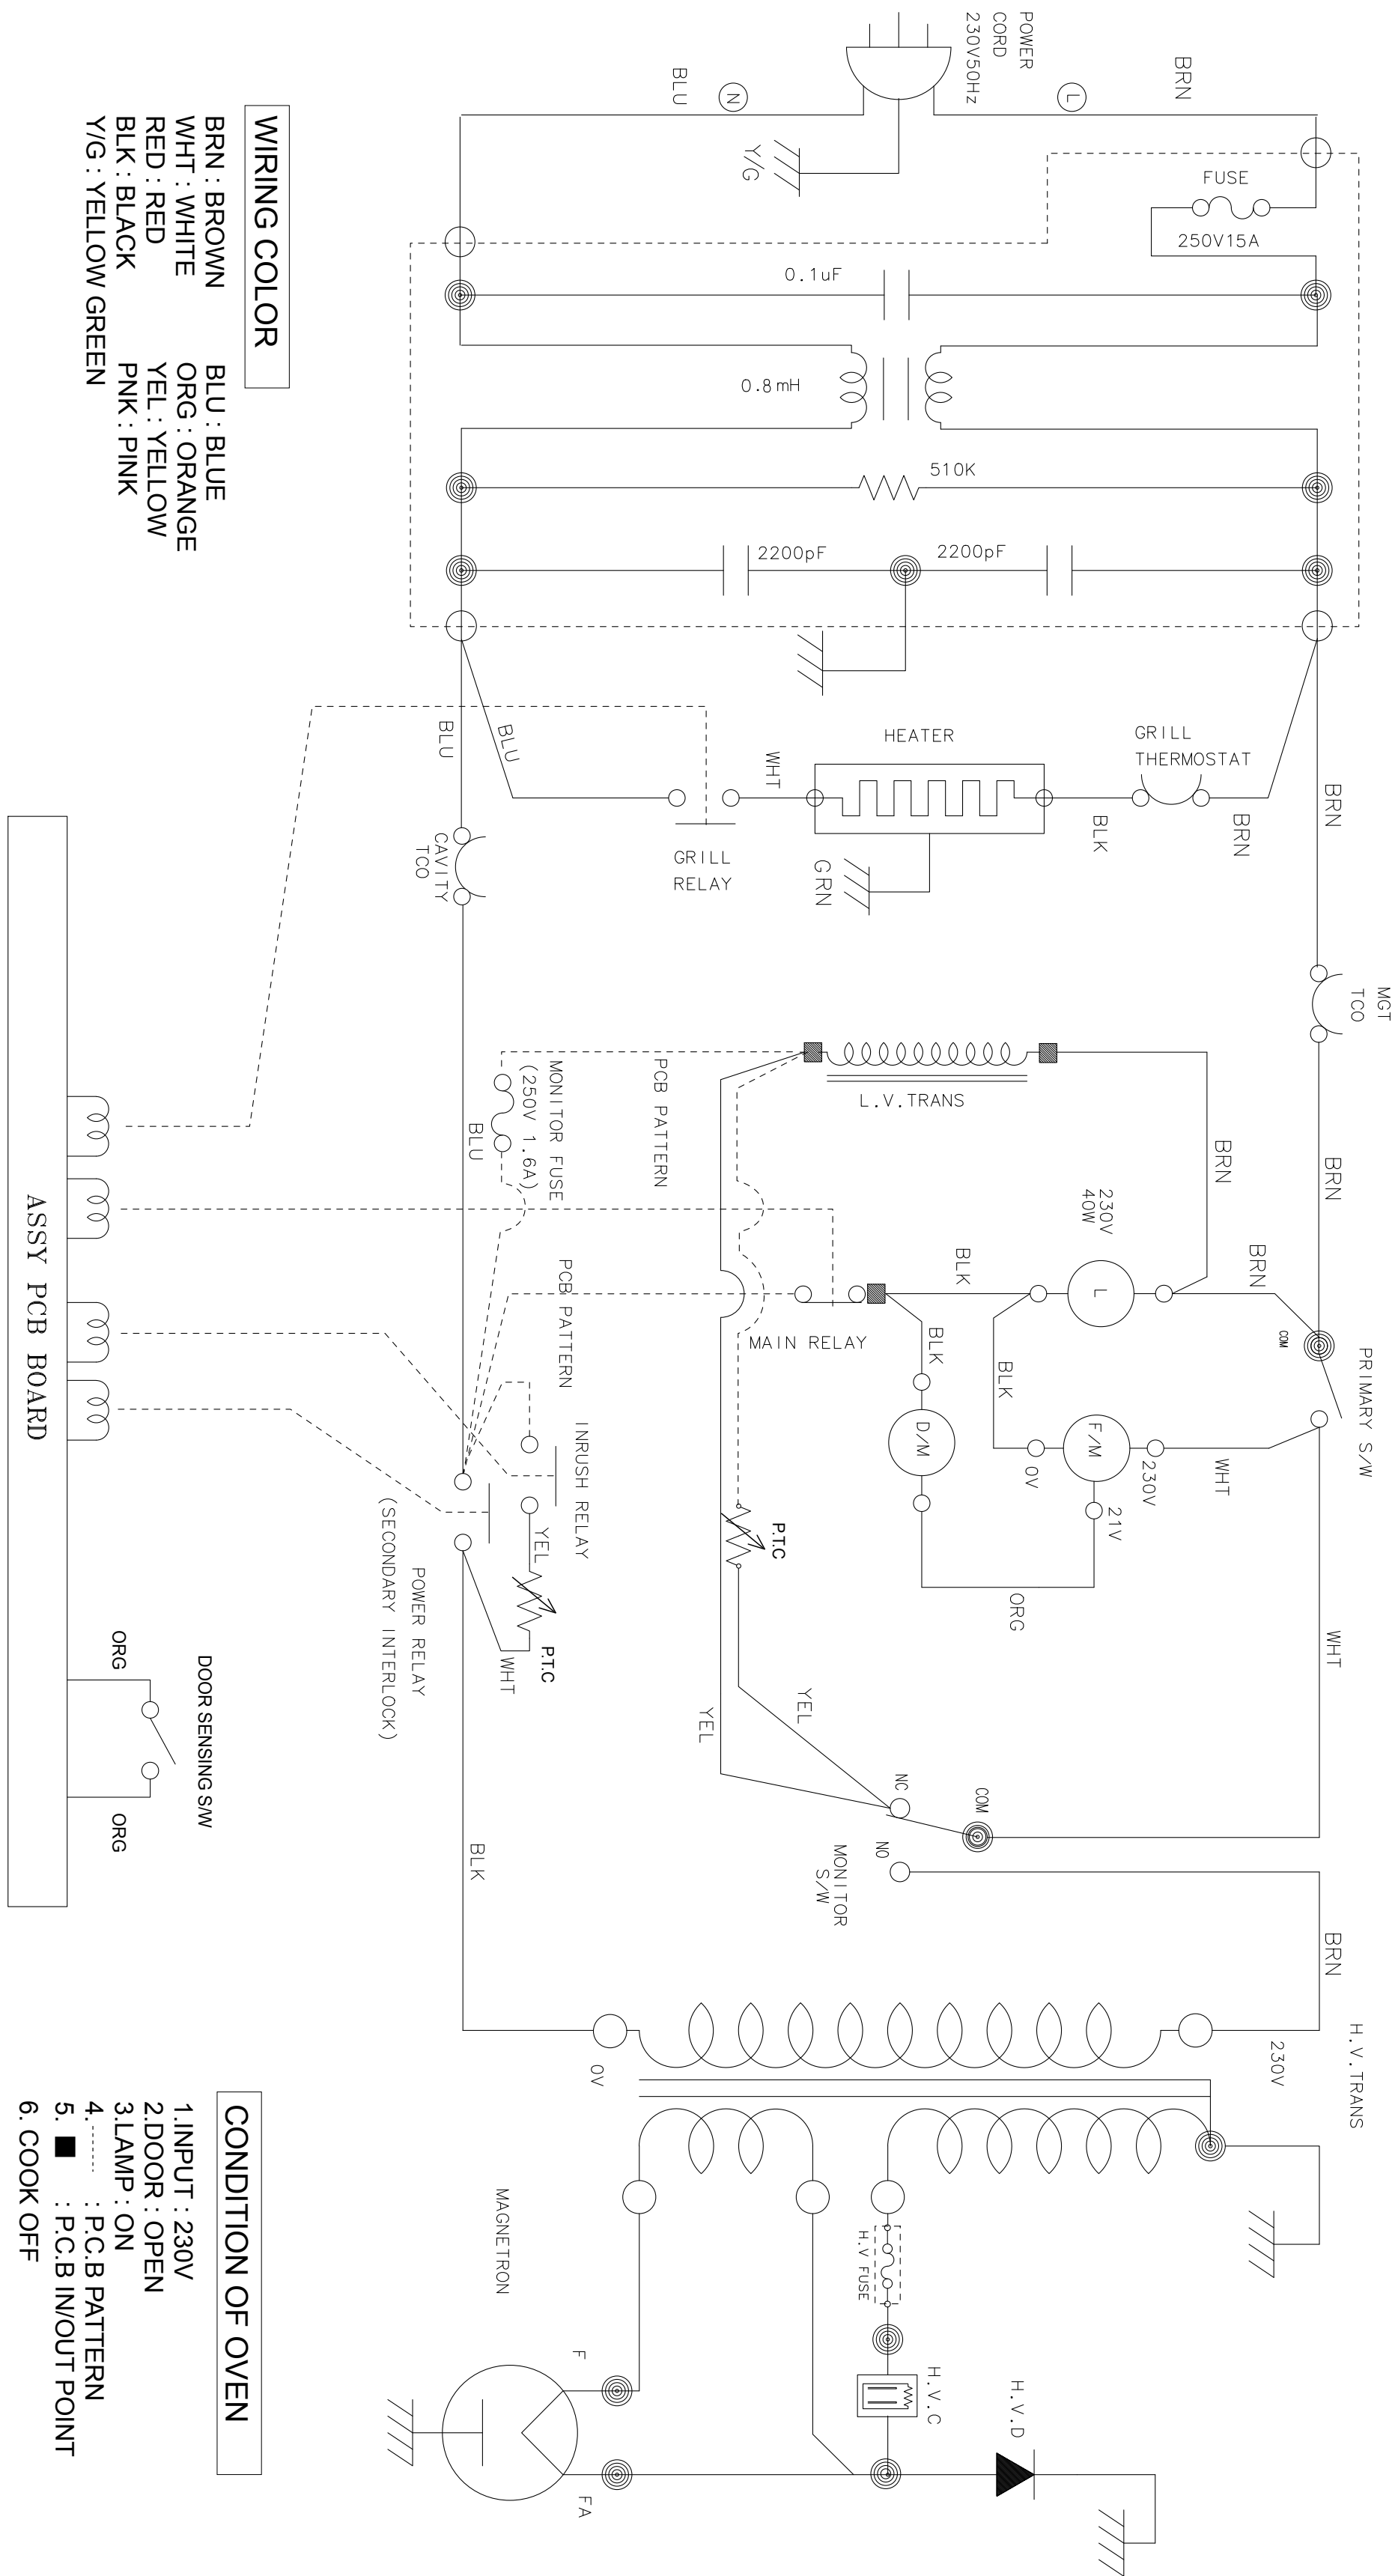 POWER
CORD
230V50Hz
BRN
L
BLU
N
Y/G
FUSE
250V15A
0.1uF
0.8mH
510K
2200pF
2200pF
BLU
BLU
WHT
HEATER
GRILL
THERMOSTAT
BRN
BRN
BLK
GRN
GRILL
RELAY
CAVITY
TCO
MGT
TCO
BRN
BRN
BRN
L.V.TRANS
PCB PATTERN
MONITOR FUSE
(250V 1.6A)
BLU
230V
40W
L
BLK
BLK
BLK
PCB PATTERN
MAIN RELAY
COM
PRIMARY S/W
D/M
F/M
0V
230V
21V
WHT
ORG
WHT
INRUSH RELAY
YEL
P.T.C
WHT
P.T.C
POWER RELAY
(SECONDARY INTERLOCK)
YEL
YEL
NC
COM
NO
MONITOR
S/W
BLK
BRN
H.V.TRANS
230V
0V
H.V FUSE
H.V.C
H.V.D
MAGNETRON
F
FA
ASSY PCB BOARD
DOOR SENSING S/W
ORG
ORG
WIRING COLOR
BRN : BROWN BLU : BLUE
WHT : WHITE ORG : ORANGE
RED : RED YEL : YELLOW
BLK : BLACK PNK : PINK
Y/G : YELLOW GREEN
CONDITION OF OVEN
1.INPUT : 230V
2.DOOR : OPEN
3.LAMP : ON
4. ------ : P.C.B PATTERN
5. ■ : P.C.B IN/OUT POINT
6. COOK OFF